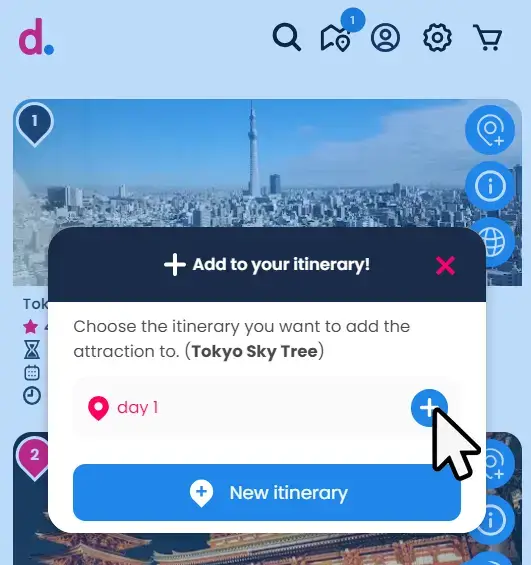 d.
1
1
Add to your itinerary!
Tok
Choose the itinerary you want to add the
attraction to. (Tokyo Sky Tree)
day 1
2
New itinerary